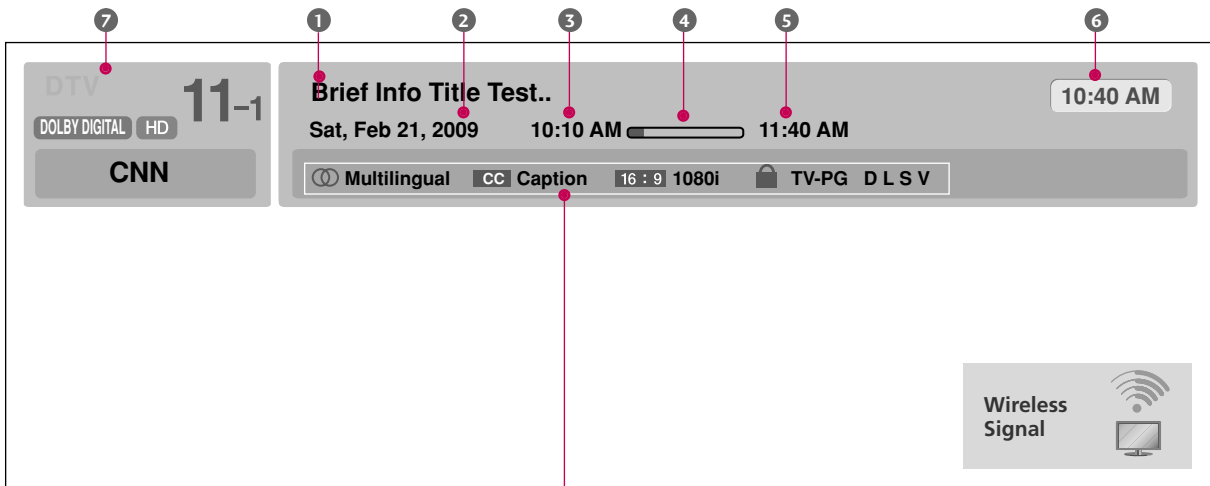 7 1 2 3 4 5 6
DTV
11-1
DOLBY DIGITAL HD
CNN
Brief Info Title Test..
10:40 AM
Sat, Feb 21, 2009 10:10 AM 11:40 AM
Multilingual CC Caption 16 : 9 1080i TV-PG D L S V
Wireless
Signal